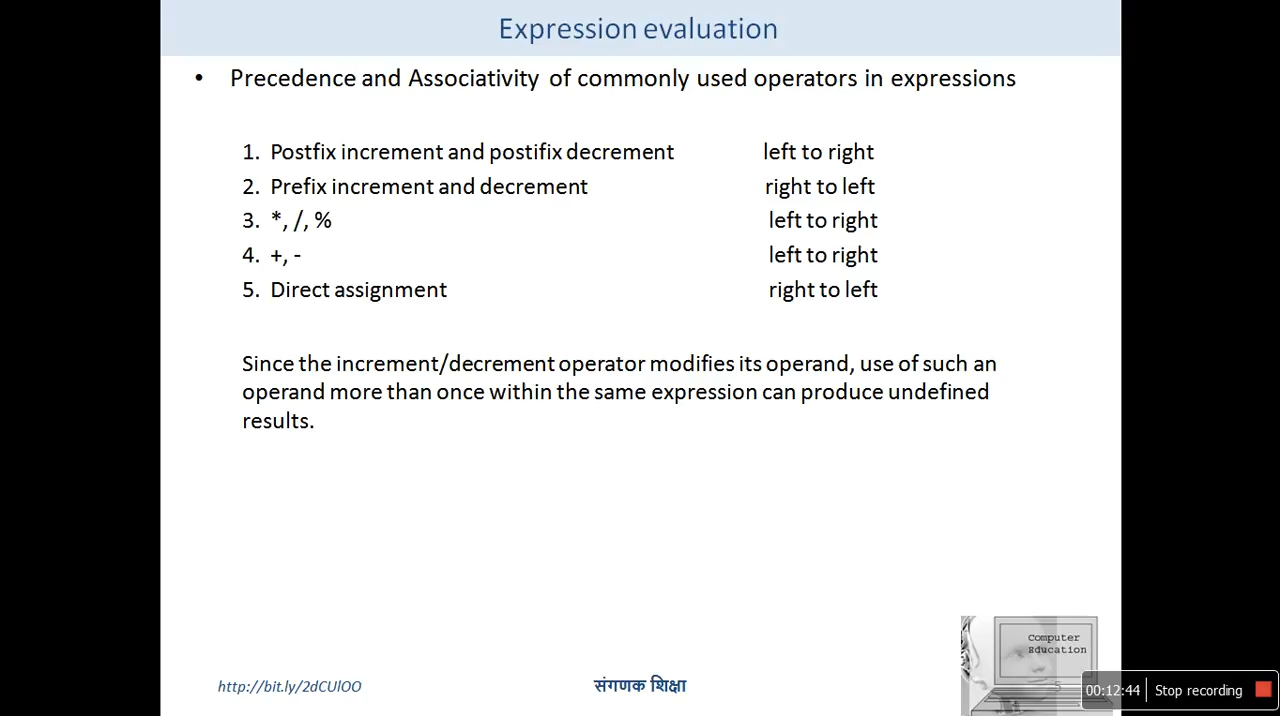 Expression evaluation
• Precedence and Associativity of commonly used operators in expressions
1. Postfix increment and postifix decrement left to right
2. Prefix increment and decrement right to left
3. *, /, % left to right
4. +, - left to right
5. Direct assignment right to left
Since the increment/decrement operator modifies its operand, use of such an
operand more than once within the same expression can produce undefined
results.
Computer
Education
http://bit.ly/2dCUlOO
संगणक शिक्षा
5
00:12:44 Stop recording